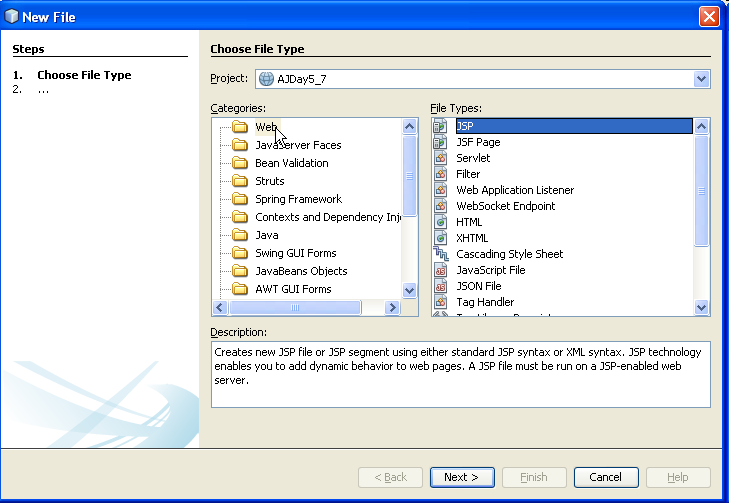 New File
Steps
1. Choose File Type
2. ...
Choose File Type
Project: AJDay5_7
Categories:
Web
JavaServer Faces
Bean Validation
Struts
Spring Framework
Contexts and Dependency Inj
Java
Swing GUI Forms
JavaBeans Objects
AWT GUI Forms
File Types:
JSP
JSF Page
Servlet
Filter
Web Application Listener
WebSocket Endpoint
HTML
XHTML
Cascading Style Sheet
JavaScript File
JSON File
Tag Handler
Description:
Creates new JSP file or JSP segment using either standard JSP syntax or XML syntax. JSP technology
enables you to add dynamic behavior to web pages. A JSP file must be run on a JSP-enabled web
server.
< Back Next > Finish Cancel Help